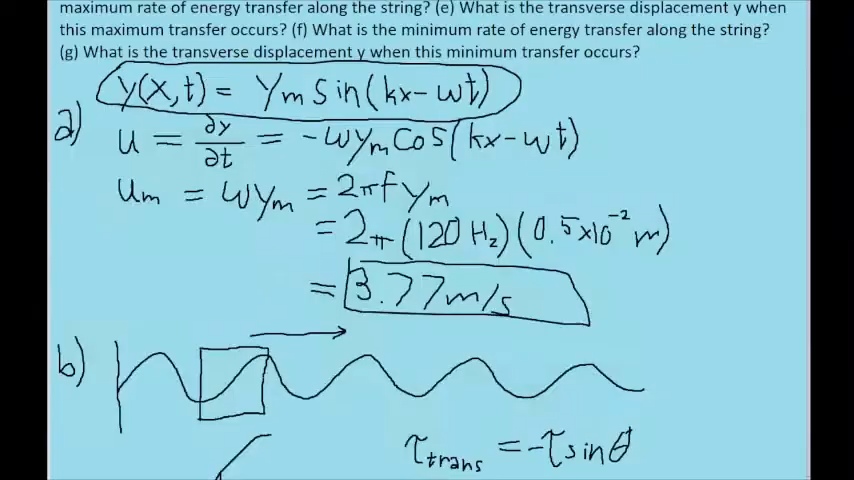 maximum rate of energy transfer along the string? (e) What is the transverse displacement y when
this maximum transfer occurs? (f) What is the minimum rate of energy transfer along the string?
(g) What is the transverse displacement y when this minimum transfer occurs?
y(x,t) = ym sin(kx-ωt)
a) u = ∂y/∂t = -ωym cos(kx-ωt)
um = ωym = 2πf ym
= 2π(120 Hz)(0.5×10⁻² m)
= 3.77 m/s
b)
τtrans = -τ sinθ